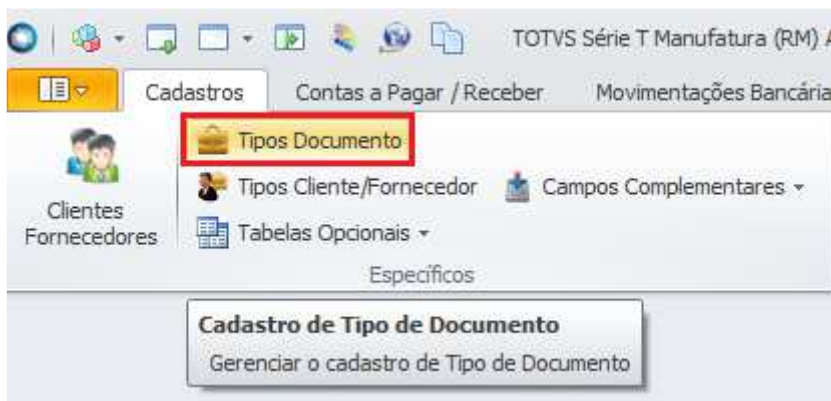 TOTVS Série T Manufatura (RM)
Cadastros Contas a Pagar / Receber Movimentações Bancária
Tipos Documento
Tipos Cliente/Fornecedor Campos Complementares
Clientes
Fornecedores
Tabelas Opcionais
Específicos
Cadastro de Tipo de Documento
Gerenciar o cadastro de Tipo de Documento